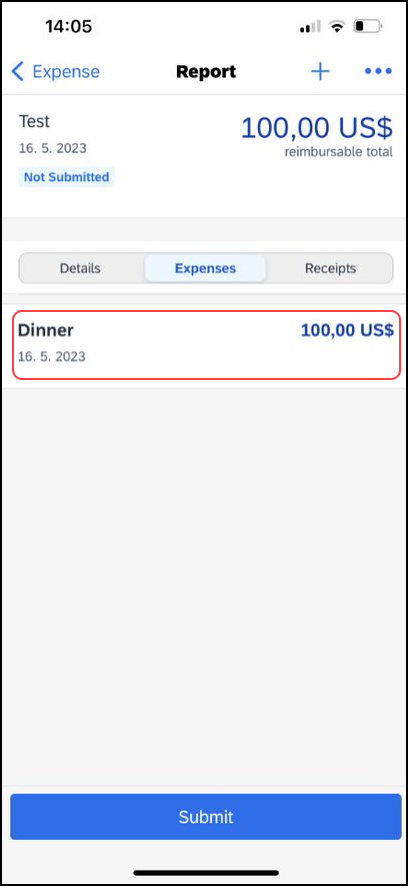 14:05
Expense
Report
Test
100,00 US$
16. 5. 2023
reimbursable total
Not Submitted
Details
Expenses
Receipts
Dinner
100,00 US$
16. 5. 2023
Submit